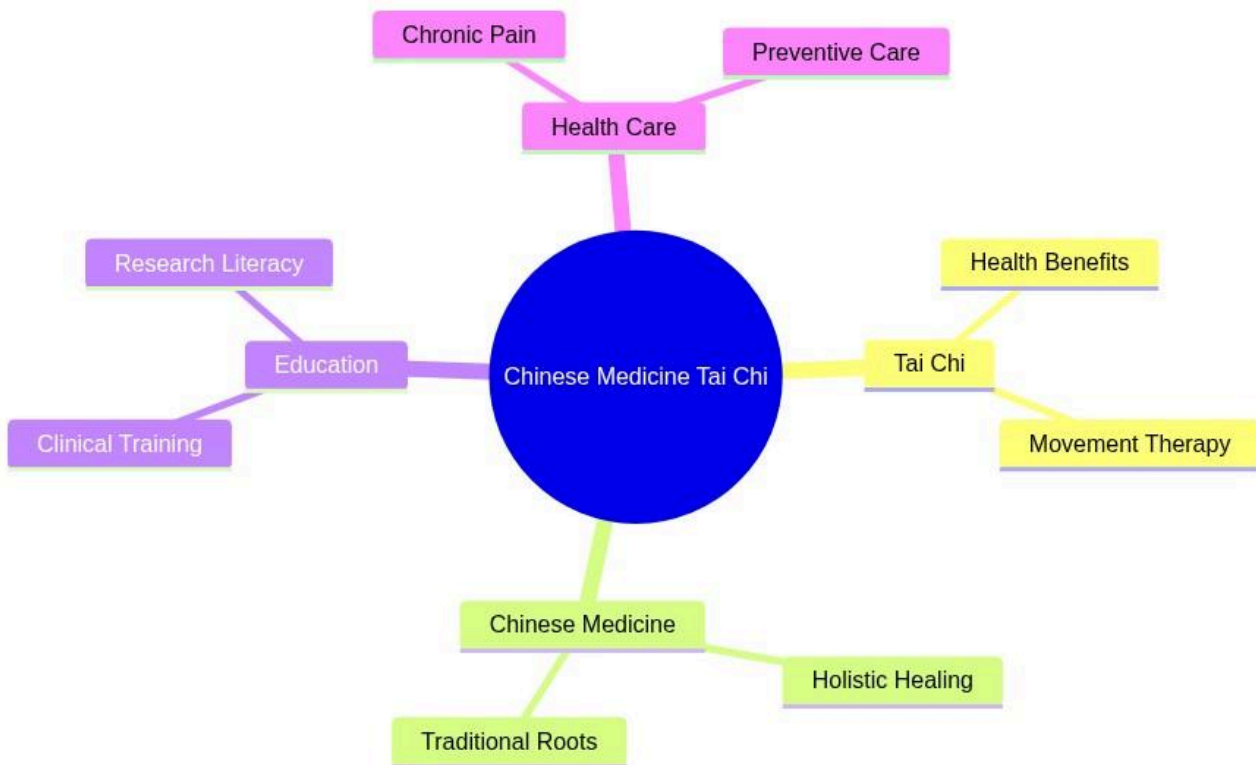 Chronic Pain
Preventive Care
Health Care
Research Literacy
Health Benefits
Education
Chinese Medicine Tai Chi
Tai Chi
Clinical Training
Movement Therapy
Chinese Medicine
Holistic Healing
Traditional Roots